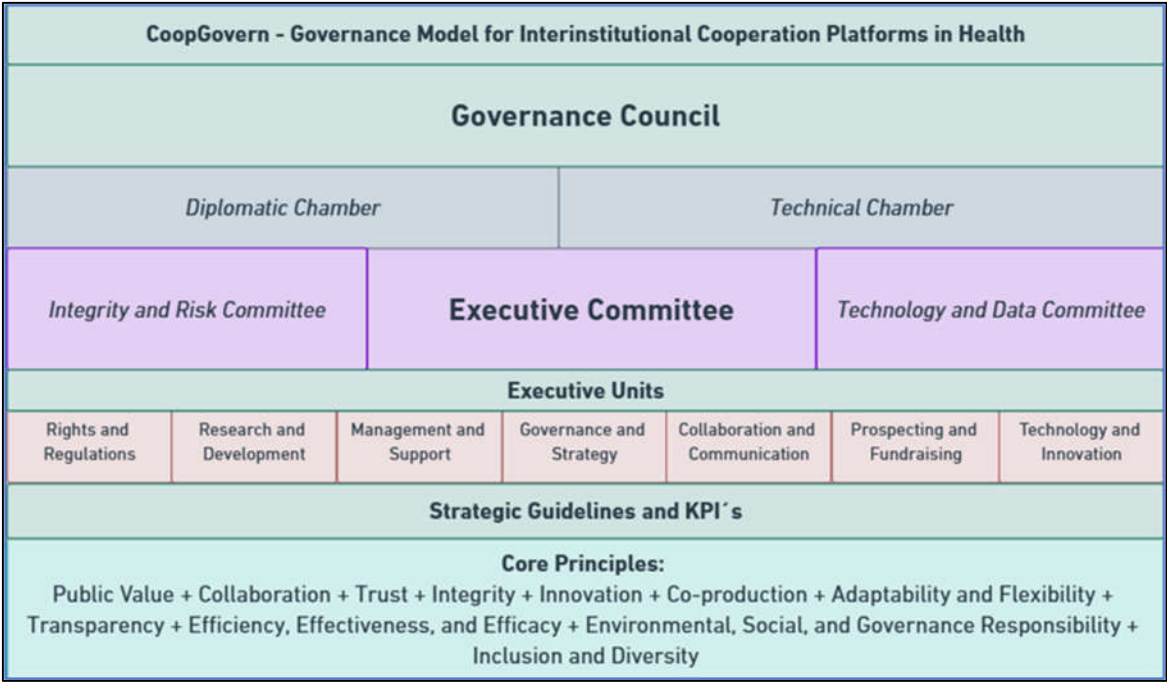 CoopGovern - Governance Model for Interinstitutional Cooperation Platforms in Health
Governance Council
Diplomatic Chamber
Technical Chamber
Integrity and Risk Committee
Executive Committee
Technology and Data Committee
Executive Units
Rights and
Regulations
Research and
Development
Management and
Support
Governance and
Strategy
Collaboration and
Communication
Prospecting and
Fundraising
Technology and
Innovation
Strategic Guidelines and KPI´s
Core Principles:
Public Value + Collaboration + Trust + Integrity + Innovation + Co-production + Adaptability and Flexibility +
Transparency + Efficiency, Effectiveness, and Efficacy + Environmental, Social, and Governance Responsibility +
Inclusion and Diversity